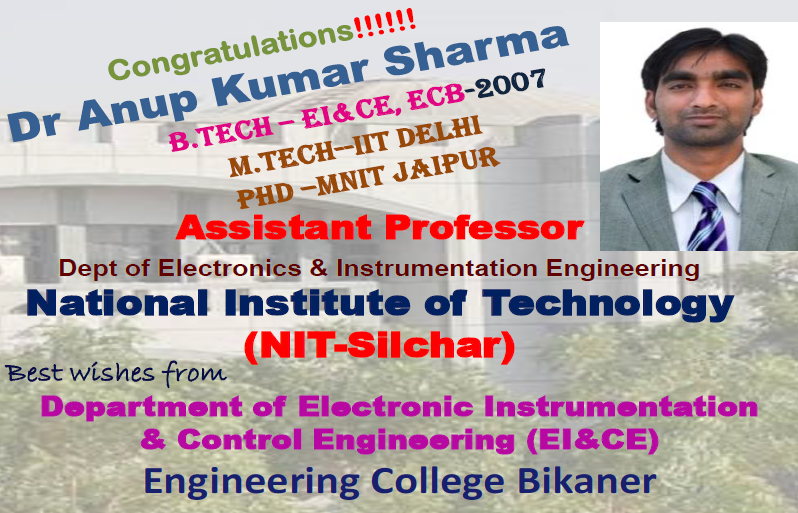 Congratulations!!!!!!
Dr Anup Kumar Sharma
B.TECH – EI&CE, ECB-2007
M.TECH--IIT DELHI
PHD –MNIT JAIPUR
Assistant Professor
Dept of Electronics & Instrumentation Engineering
National Institute of Technology
(NIT-Silchar)
Best wishes from
Department of Electronic Instrumentation
& Control Engineering (EI&CE)
Engineering College Bikaner